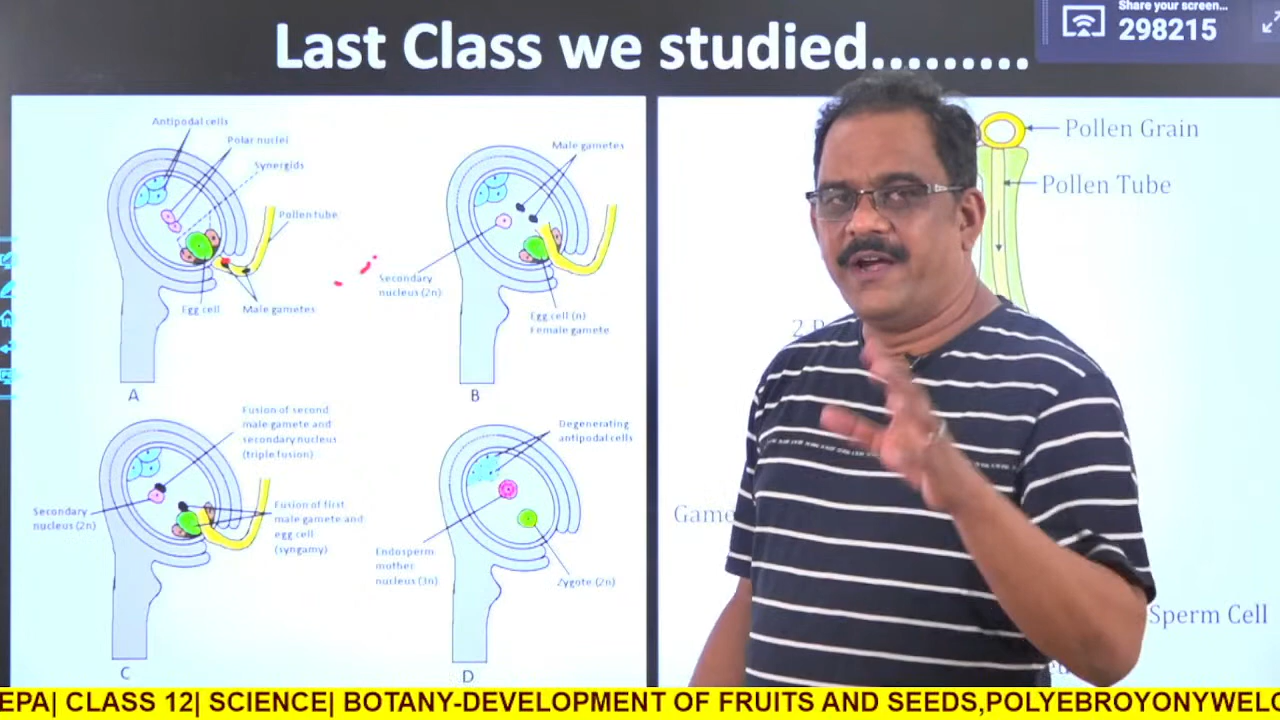 Last Class we studied.........
Share your screen...
298215
Antipodal cells
Polar nuclei
Synergids
Pollen tube
Egg cell
Male gametes
A
Male gametes
Secondary
nucleus (2n)
Egg cell (n)
Female gamete
B
Fusion of second
male gamete and
secondary nucleus
(triple fusion)
Secondary
nucleus (2n)
Fusion of first
male gamete and
egg cell
(syngamy)
C
Degenerating
antipodal cells
Endosperm
mother
nucleus (3n)
Zygote (2n)
D
Pollen Grain
Pollen Tube
2
Sperm Cell
EPA| CLASS 12| SCIENCE| BOTANY-DEVELOPMENT OF FRUITS AND SEEDS,POLYEBROYONYWELC